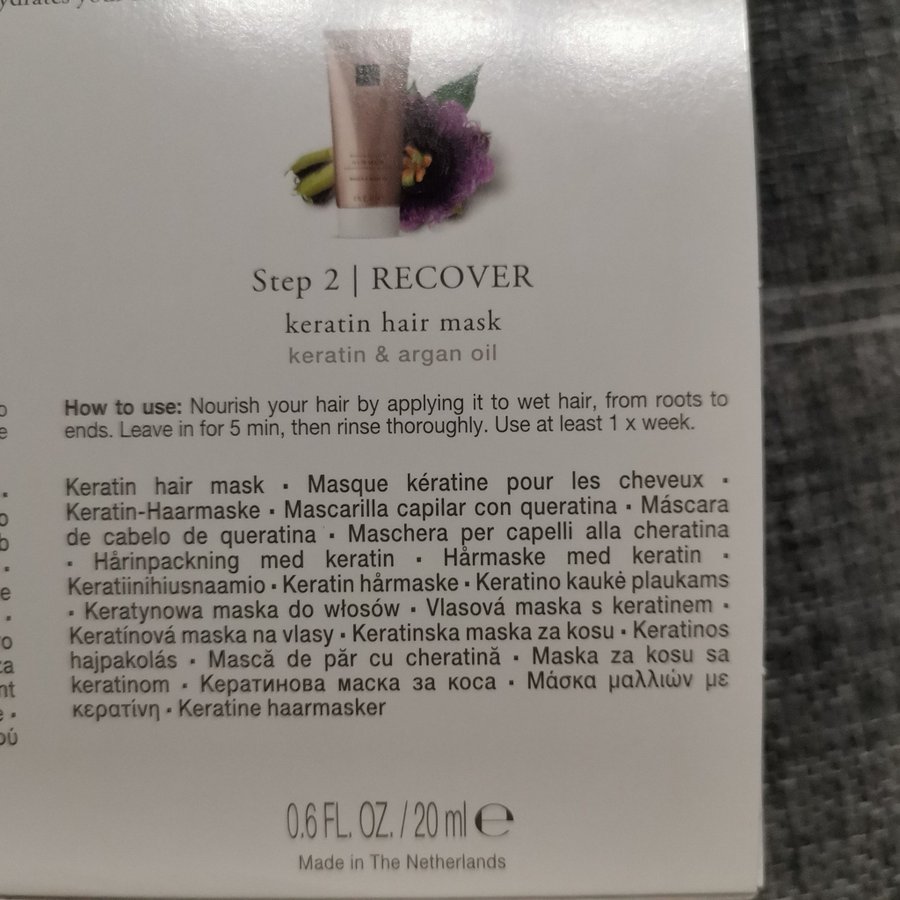 Step 2 | RECOVER
keratin hair mask
keratin & argan oil
How to use: Nourish your hair by applying it to wet hair, from roots to
ends. Leave in for 5 min, then rinse thoroughly. Use at least 1 x week.
Keratin hair mask ▪ Masque kératine pour les cheveux ▪
Keratin-Haarmaske ▪ Mascarilla capilar con queratina ▪ Máscara
de cabelo de queratina ▪ Maschera per capelli alla cheratina
▪ Hårinpackning med keratin ▪ Hårmaske med keratin ▪
Keratiinihiusnaamio ▪ Keratin hårmaske ▪ Keratino kaukė plaukams
▪ Keratynowa maska do włosów ▪ Vlasová maska s keratinem ▪
Keratínová maska na vlasy ▪ Keratinska maska za kosu ▪ Keratinos
hajpakolás ▪ Mască de păr cu cheratină ▪ Maska za kosu sa
keratinom ▪ Кератинова маска за коса ▪ Μάσκα μαλλιών με
κερατίνη ▪ Keratine haarmasker
0.6 FL. OZ. / 20 ml ℮
Made in The Netherlands